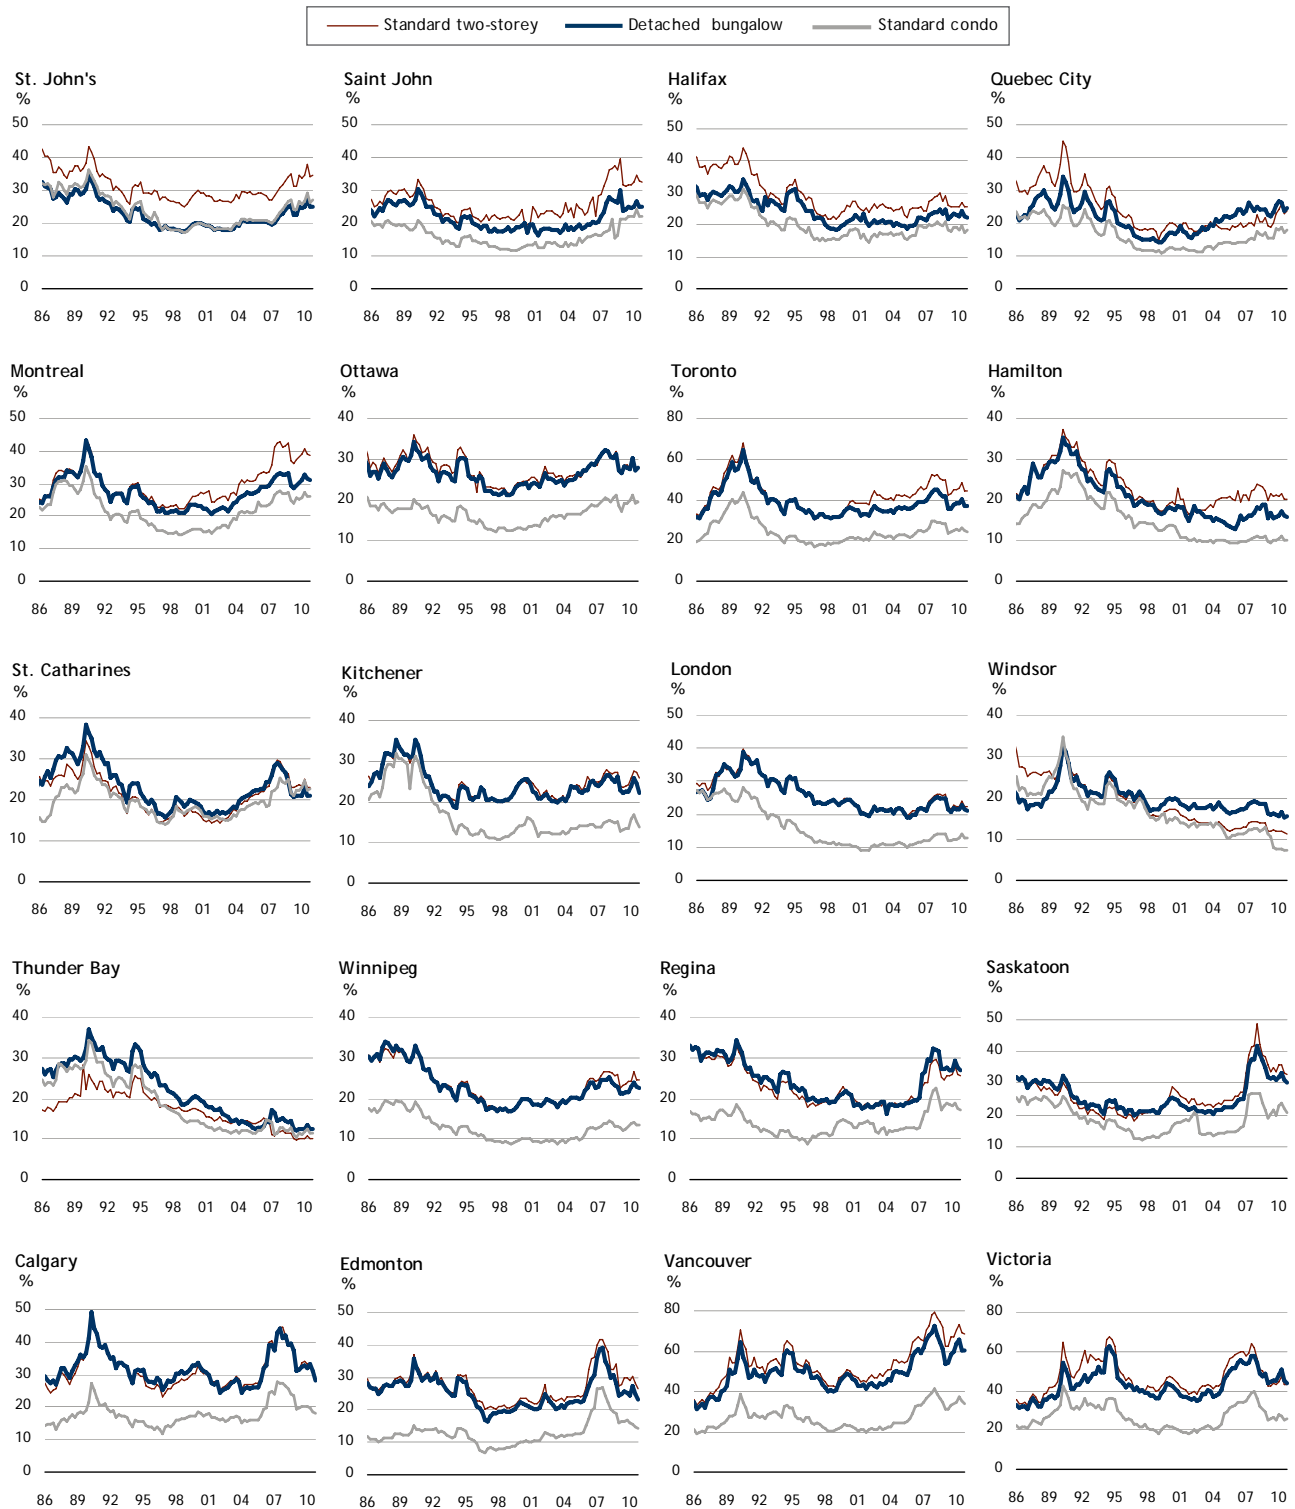 Standard two-storey Detached bungalow Standard condo
St. John's Saint John Halifax Quebec City
% % % %
50 50 50 50
40 40 40 40
30 30 30 30
20 20 20 20
10 10 10 10
0 0 0 0
86 89 92 95 98 01 04 07 10 86 89 92 95 98 01 04 07 10 86 89 92 95 98 01 04 07 10 86 89 92 95 98 01 04 07 10
Montreal Ottawa Toronto Hamilton
% % % %
50 40 80 40
40 30 60 30
30 20 40 20
20 10 20 10
10 0 0 0
0
86 89 92 95 98 01 04 07 10 86 89 92 95 98 01 04 07 10 86 89 92 95 98 01 04 07 10 86 89 92 95 98 01 04 07 10
St. Catharines Kitchener London Windsor
% % % %
40 40 50 40
30 30 40 30
20 20 30 20
10 10 20 10
0 0 10 0
0
86 89 92 95 98 01 04 07 10 86 89 92 95 98 01 04 07 10 86 89 92 95 98 01 04 07 10 86 89 92 95 98 01 04 07 10
Thunder Bay Winnipeg Regina Saskatoon
% % % %
40 40 40 50
30 30 30 40
20 20 20 30
10 10 10 20
0 0 0 10
0
86 89 92 95 98 01 04 07 10 86 89 92 95 98 01 04 07 10 86 89 92 95 98 01 04 07 10 86 89 92 95 98 01 04 07 10
Calgary Edmonton Vancouver Victoria
% % % %
50 50 80 80
40 40 60 60
30 30 40 40
20 20 20 20
10 10 0 0
0 0
86 89 92 95 98 01 04 07 10 86 89 92 95 98 01 04 07 10 86 89 92 95 98 01 04 07 10 86 89 92 95 98 01 04 07 10